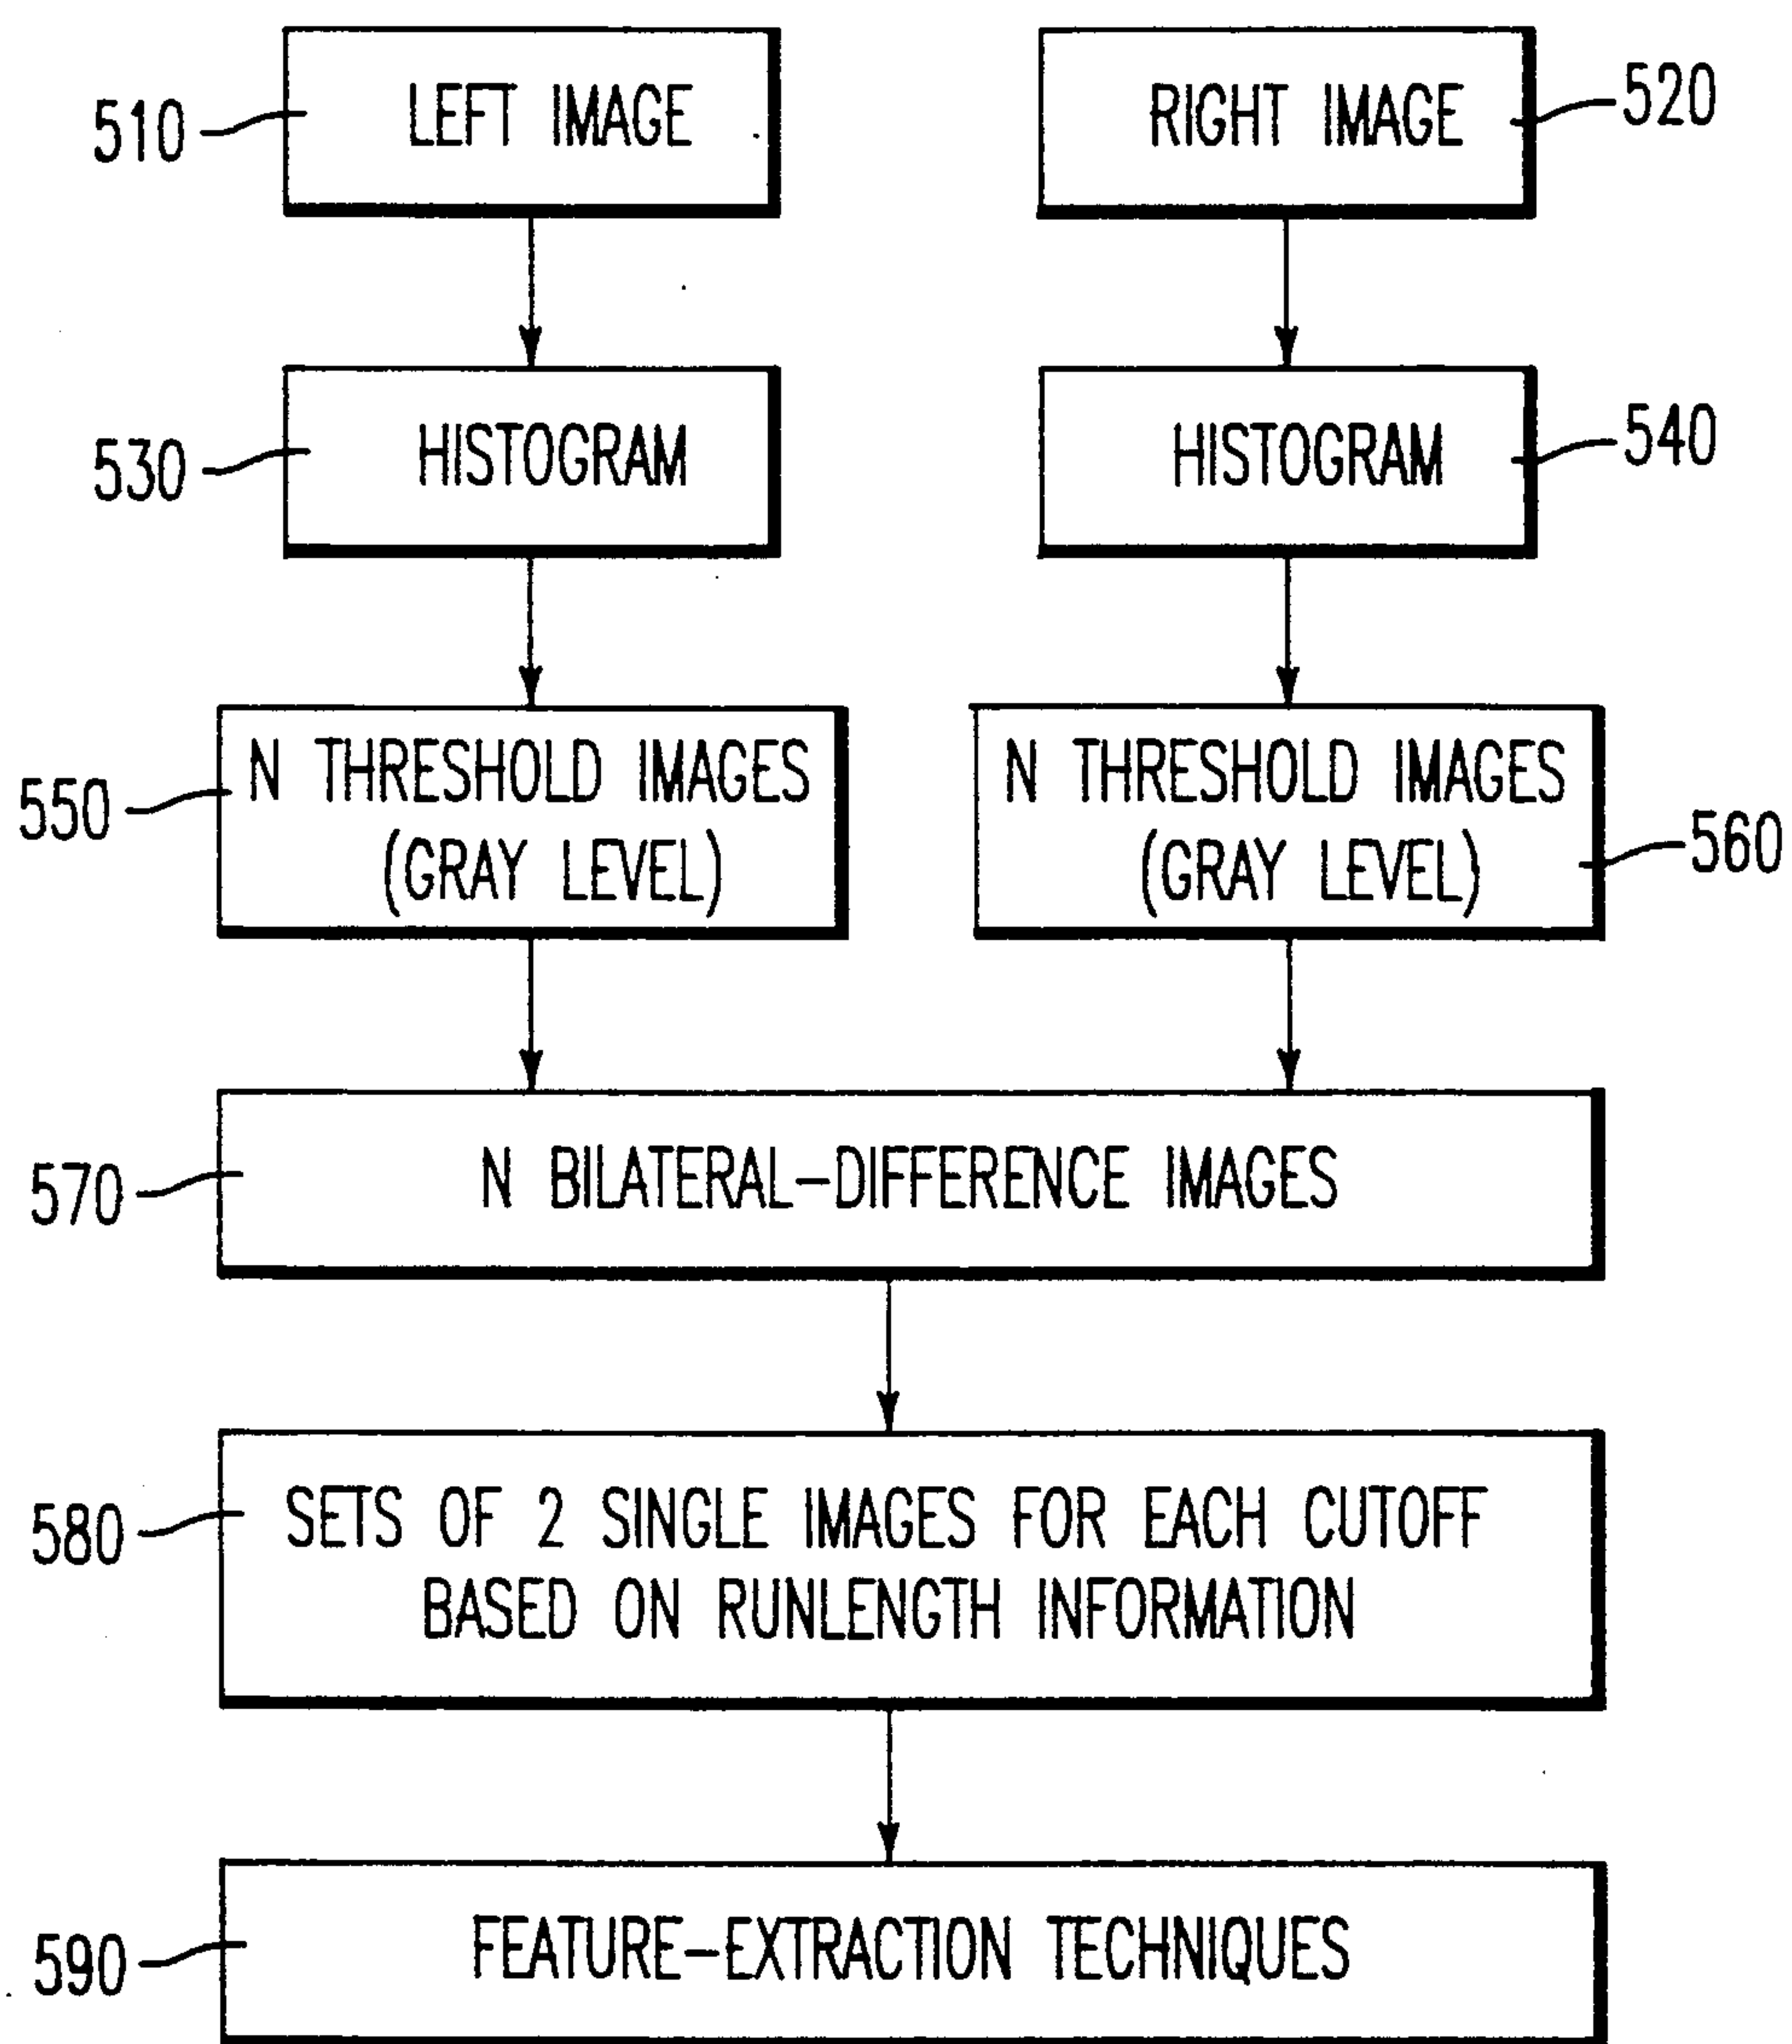 510
LEFT IMAGE
RIGHT IMAGE
520
530
HISTOGRAM
HISTOGRAM
540
550
N THRESHOLD IMAGES
(GRAY LEVEL)
N THRESHOLD IMAGES
(GRAY LEVEL)
560
570
N BILATERAL-DIFFERENCE IMAGES
580
SETS OF 2 SINGLE IMAGES FOR EACH CUTOFF
BASED ON RUNLENGTH INFORMATION
590
FEATURE-EXTRACTION TECHNIQUES